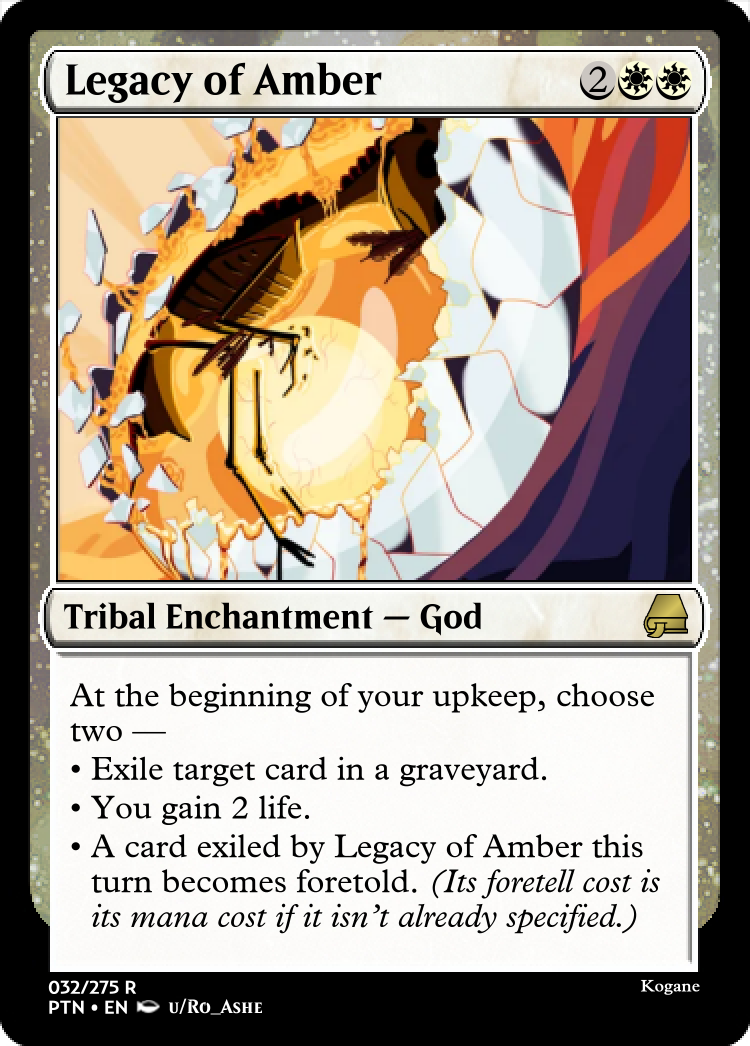 Legacy of Amber 2
Tribal Enchantment — God
At the beginning of your upkeep, choose
two —
• Exile target card in a graveyard.
• You gain 2 life.
• A card exiled by Legacy of Amber this
turn becomes foretold. (Its foretell cost is
its mana cost if it isn't already specified.)
032/275 R
Kogane
PTN • EN u/Ro_Ashe